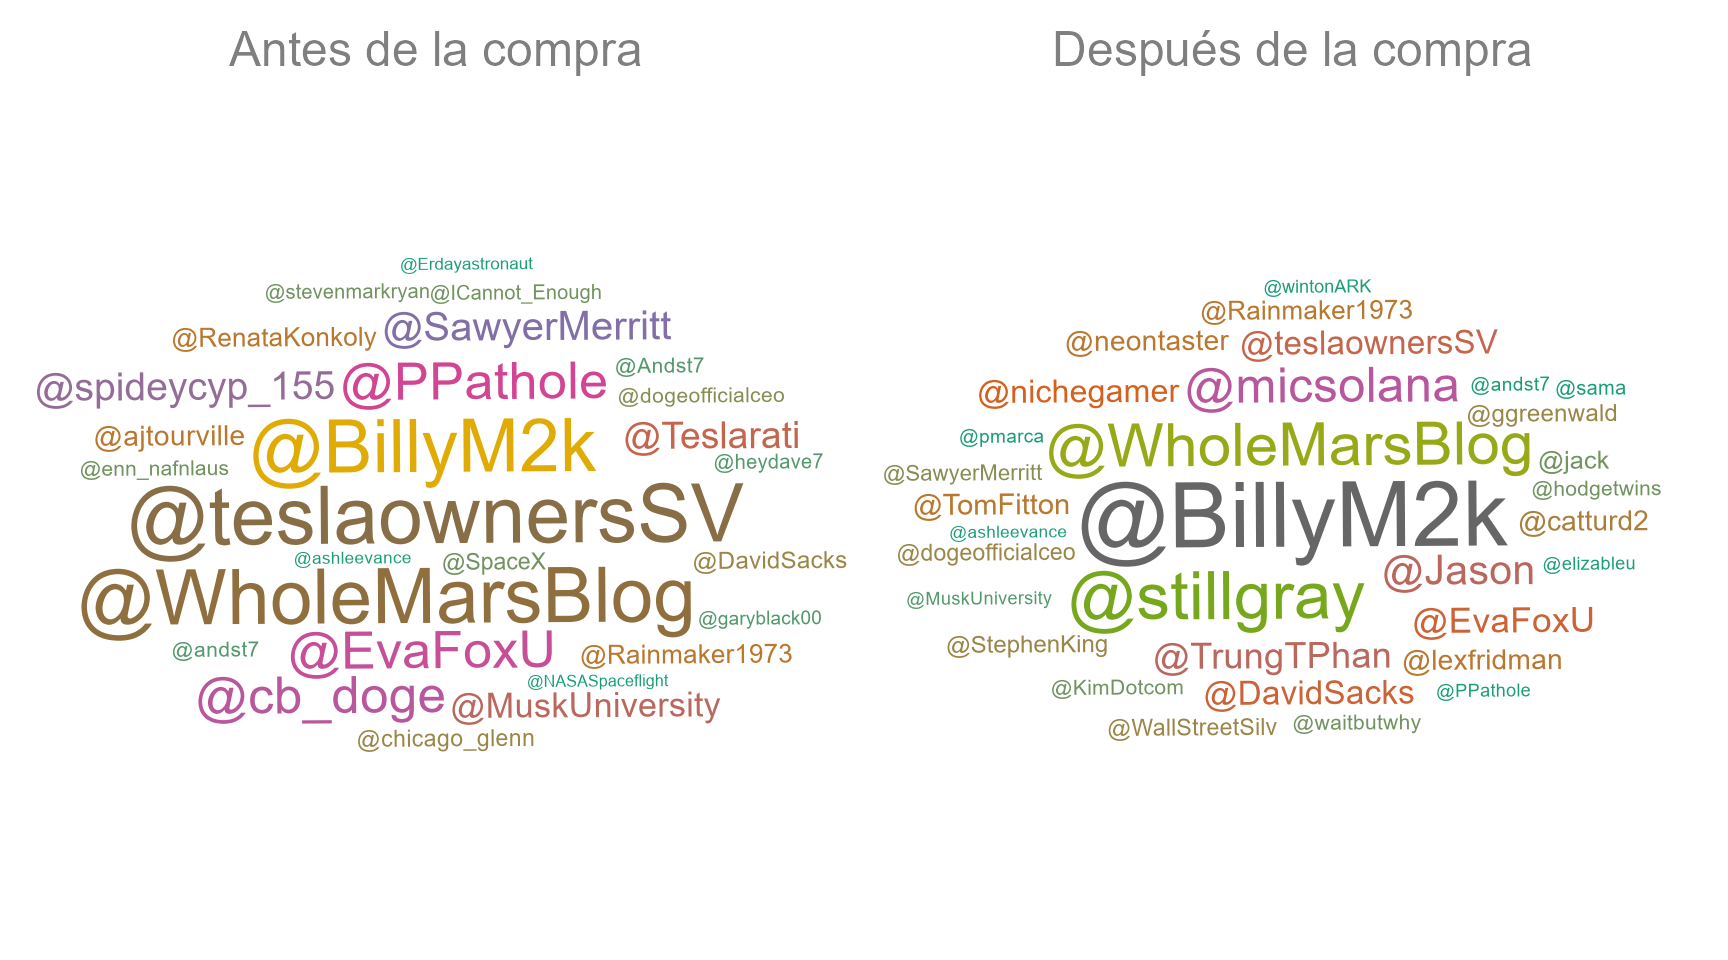 Antes de la compra
@Erdayastronaut
@stevenmarkryan @ICannot_Enough
@RenataKonkoly @SawyerMerritt
@spideycyp_155 @PPathole @Andst7
@dogeofficialceo
@ajtourville @BillyM2k @Teslarati
@enn_nafnlaus @heydave7
@teslaownersSV
@ashleevance @SpaceX @DavidSacks
@WholeMarsBlog
@garyblack00
@andst7 @EvaFoxU @Rainmaker1973
@NASASpaceflight
@cb_doge @MuskUniversity
@chicago_glenn
Después de la compra
@wintonARK
@Rainmaker1973
@neontaster @teslaownersSV
@nichegamer @micsolana @andst7 @sama
@ggreenwald
@pmarca @WholeMarsBlog
@SawyerMerritt @jack
@TomFitton @BillyM2k @hodgetwins
@ashleevance @catturd2
@dogeofficialceo
@Jason @elizableu
@MuskUniversity @stillgray
@EvaFoxU
@StephenKing @TrungTPhan @lexfridman
@KimDotcom @DavidSacks @PPathole
@WallStreetSilv @waitbutwhy